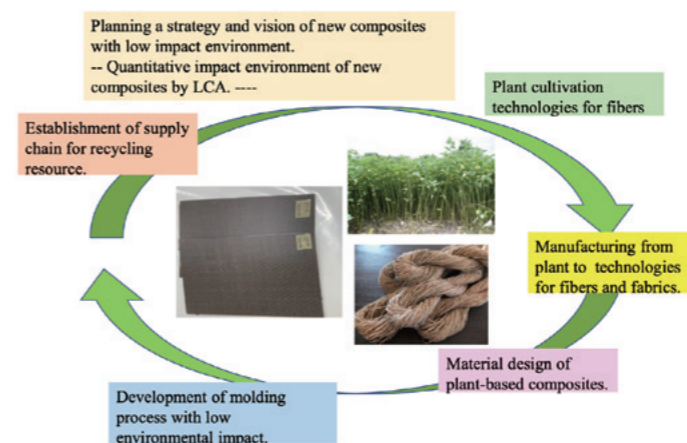 Planning a strategy and vision of new composites
with low impact environment.
-- Quantitative impact environment of new
composites by LCA. ----
Plant cultivation
technologies for fibers
Establishment of supply
chain for recycling
resource.
Manufacturing from
plant to technologies
for fibers and fabrics.
Material design of
plant-based composites.
Development of molding
process with low
environmental impact.